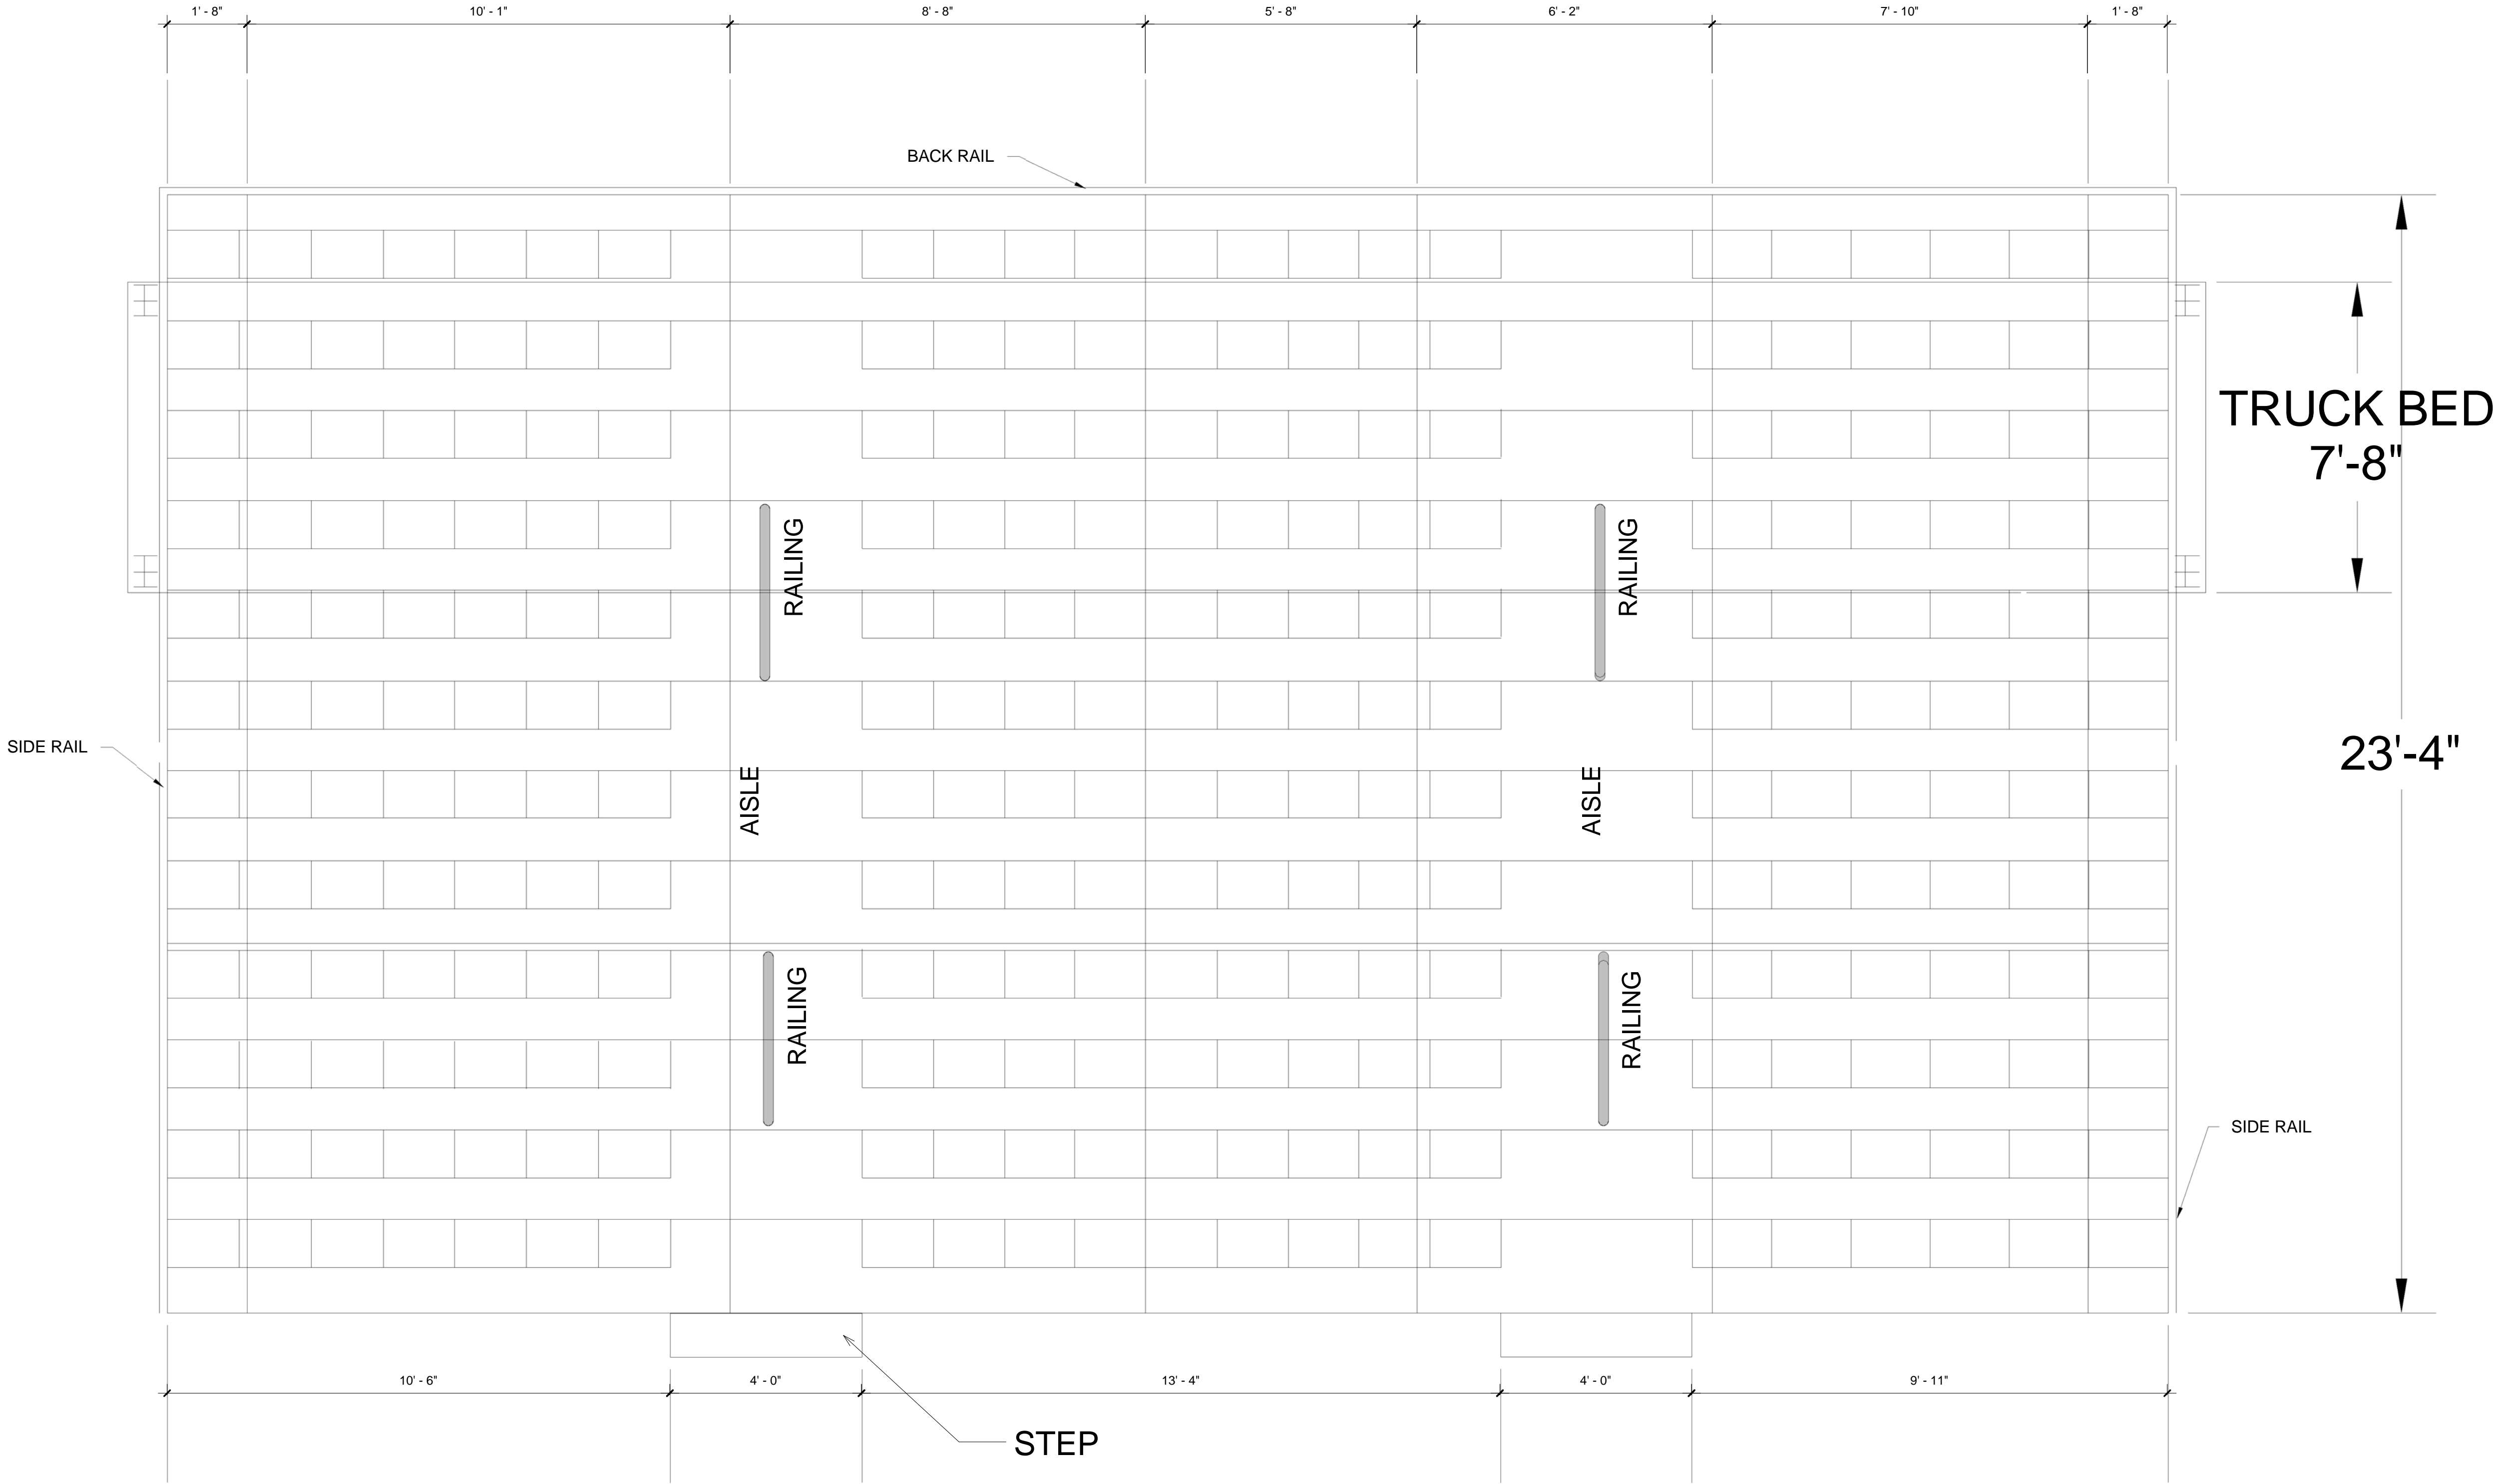 1' - 8"
10' - 1"
8' - 8"
5' - 8"
6' - 2"
7' - 10"
1' - 8"
BACK RAIL
TRUCK BED
7'-8"
RAILING
RAILING
SIDE RAIL
AISLE
AISLE
23'-4"
RAILING
RAILING
SIDE RAIL
10' - 6"
4' - 0"
13' - 4"
4' - 0"
9' - 11"
STEP